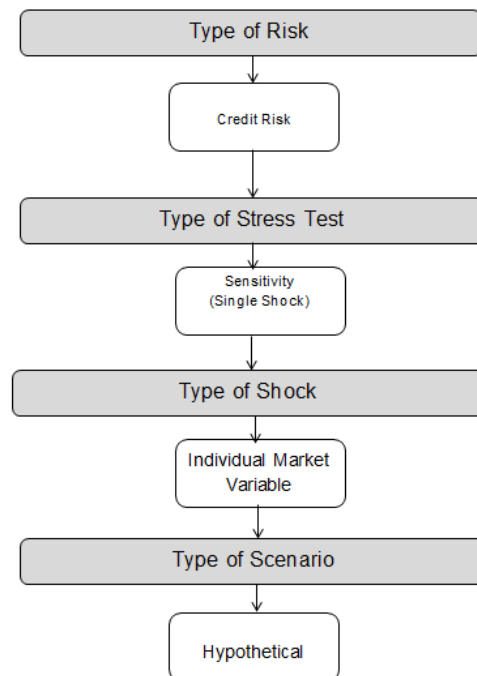 Type of Risk
Credit Risk
Type of Stress Test
Sensitivity
(Single Shock)
Type of Shock
Individual Market
Variable
Type of Scenario
Hypothetical